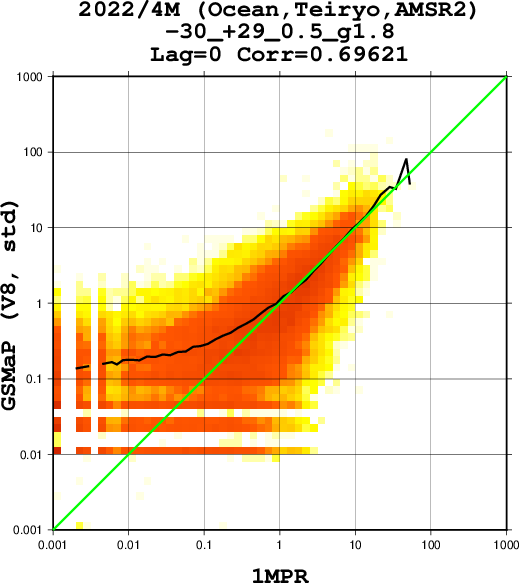 2022/4M (Ocean,Teiryo,AMSR2)
−30_+29_0.5_g1.8
Lag=0 Corr=0.69621
1000
100
10
1
0.1
0.01
0.001
GSMaP (V8, std)
0.001 0.01 0.1 1 10 100 1000
1MPR